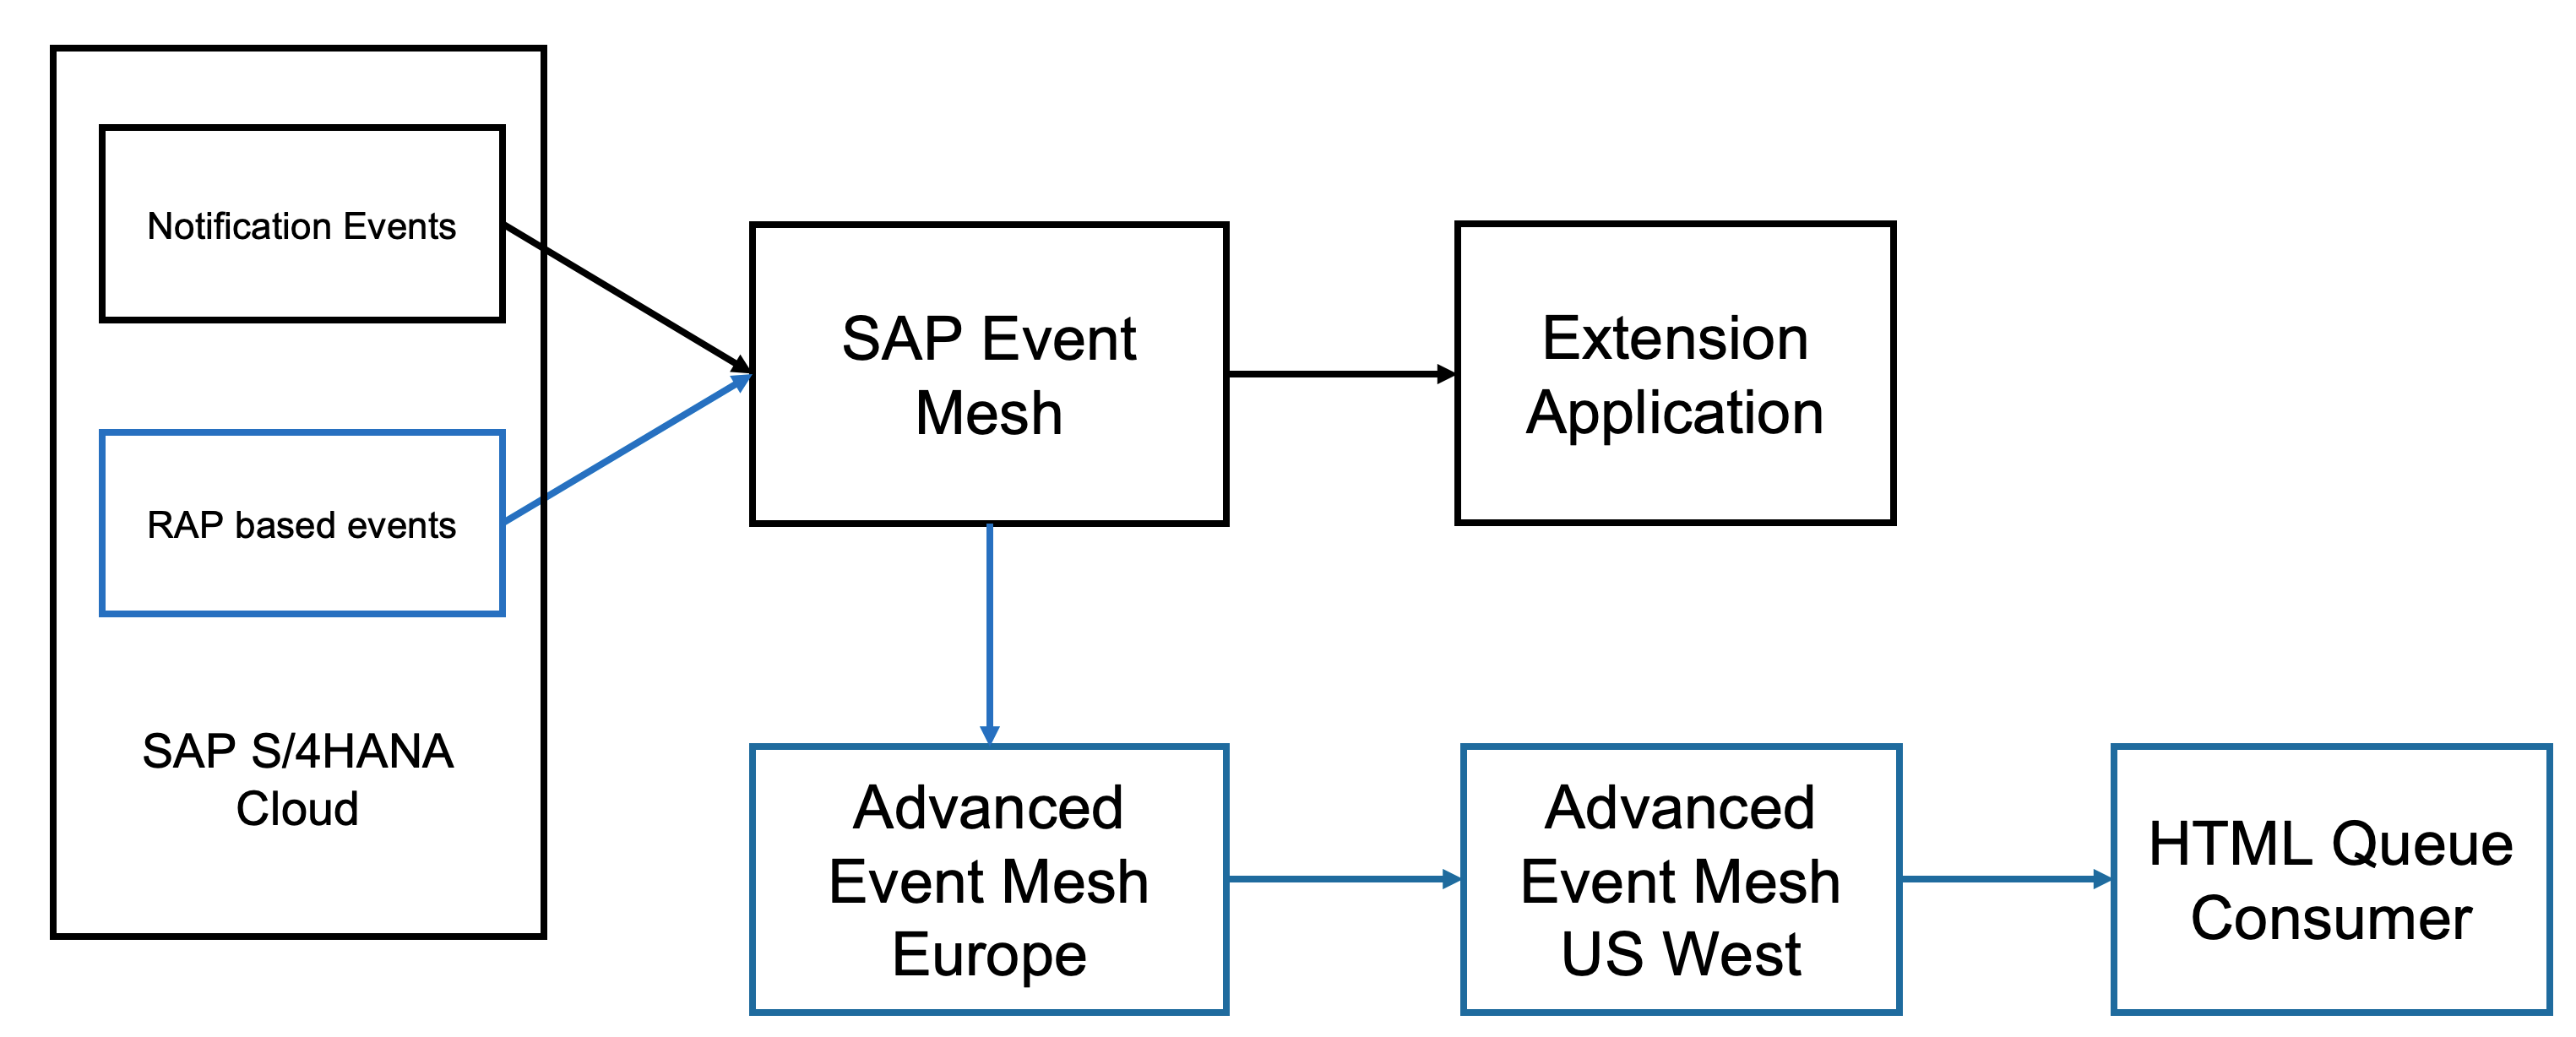 Notification Events
RAP based events
SAP S/4HANA
Cloud
SAP Event
Mesh
Extension
Application
Advanced
Event Mesh
Europe
Advanced
Event Mesh
US West
HTML Queue
Consumer